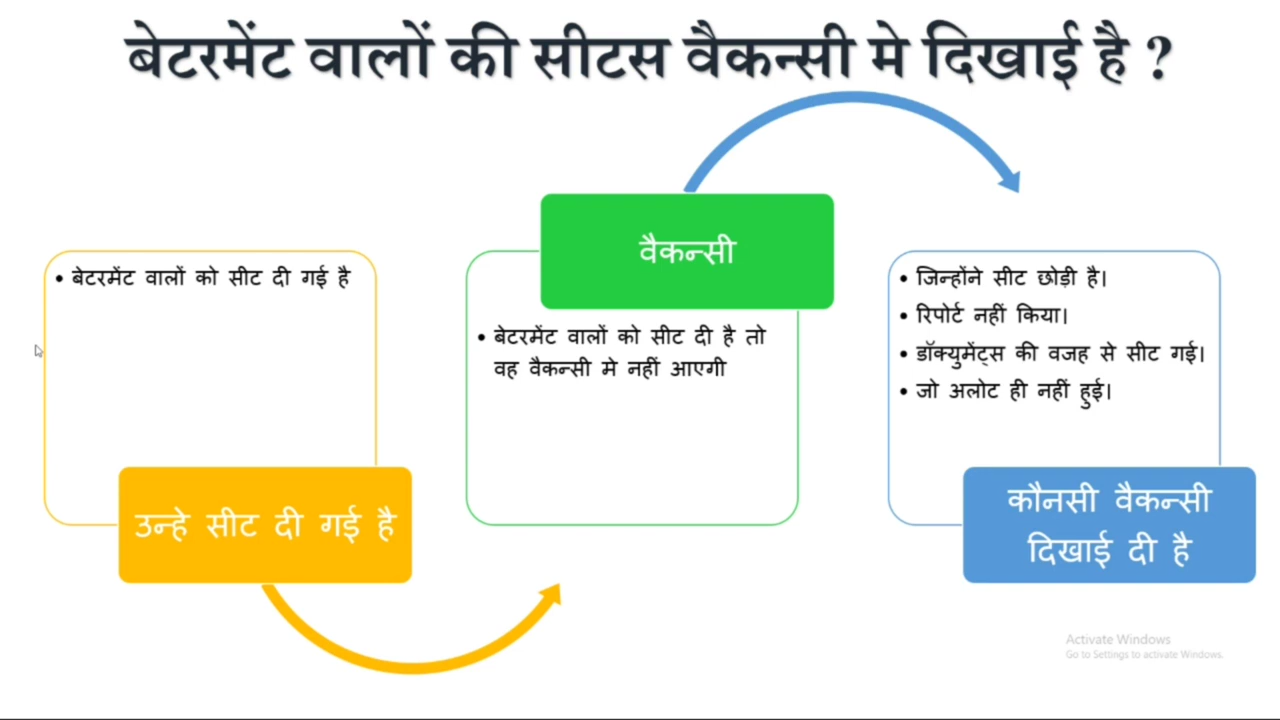 बेटरमेंट वालों की सीटस वैकन्सी मे दिखाई है ?
• बेटरमेंट वालों को सीट दी गई है
उन्हे सीट दी गई है
वैकन्सी
• बेटरमेंट वालों को सीट दी है तो
वह वैकन्सी मे नहीं आएगी
• जिन्होंने सीट छोड़ी है।
• रिपोर्ट नहीं किया।
• डॉक्युमेंट्स की वजह से सीट गई।
• जो अलोट ही नहीं हुई।
कौनसी वैकन्सी
दिखाई दी है
Activate Windows
Go to Settings to activate Windows.